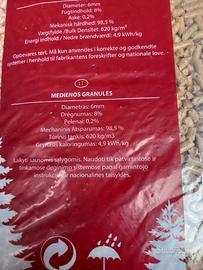 Diameter: 6mm
Fugtindhold: 8%
Aske: 0,2%
Mekanisk hårdhed: 98,5 %
Vægtfylde /Bulk Densitet: 620 kg/m³
Energi indhold / Nedre brændværdi: 4,9 kWh/kg
Opbevares tørt. Må kun anvendes i korrekte og godkendte
systemer i henhold til fabrikantens forskrifter og nationale love.
LT
MEDIENOS GRANULĖS
Diametras: 6mm
Drėgnumas: 8%
Pelenai: 0,2%
Mechaninis Atsparumas: 98,5 %
Tūrinis tankis: 620 kg/m3
Grynasis kaloringumas: 4,9 kWh/kg
Laikyti sausomis sąlygomis. Naudoti tik patvirtintose ir
tinkamose degimo sistemose pagal gamintojo
instrukcijas ir nacionalines taisykles.